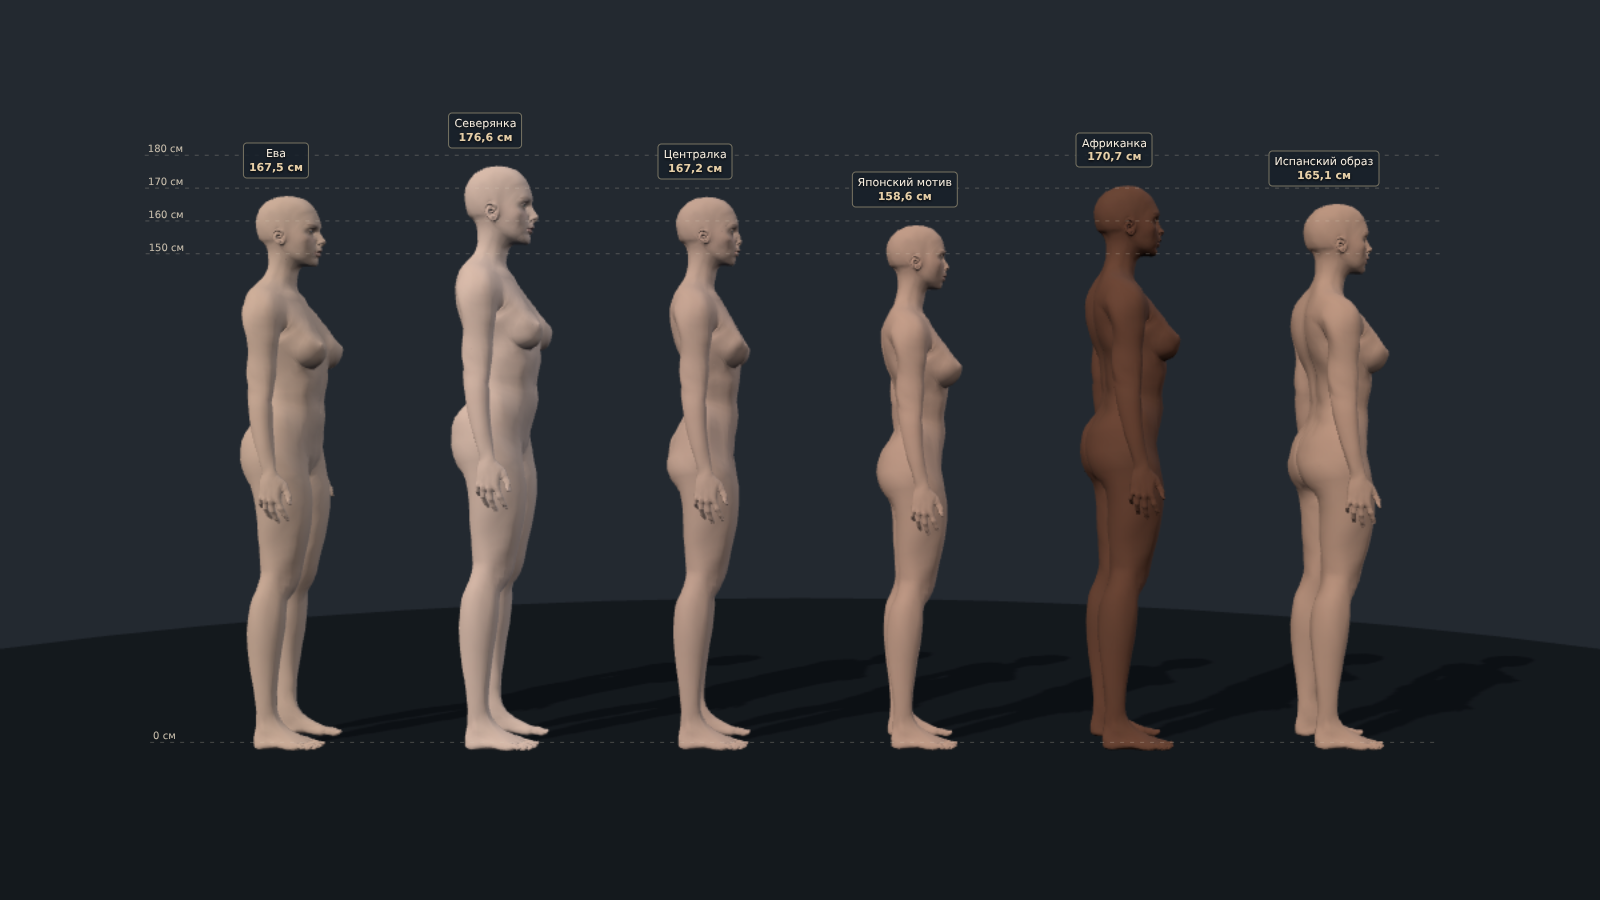 Северянка
176,6 см
Африканка
170,7 см
180 см
Ева
167,5 см
Централка
167,2 см
Испанский образ
165,1 см
170 см
Японский мотив
158,6 см
160 см
150 см
0 см